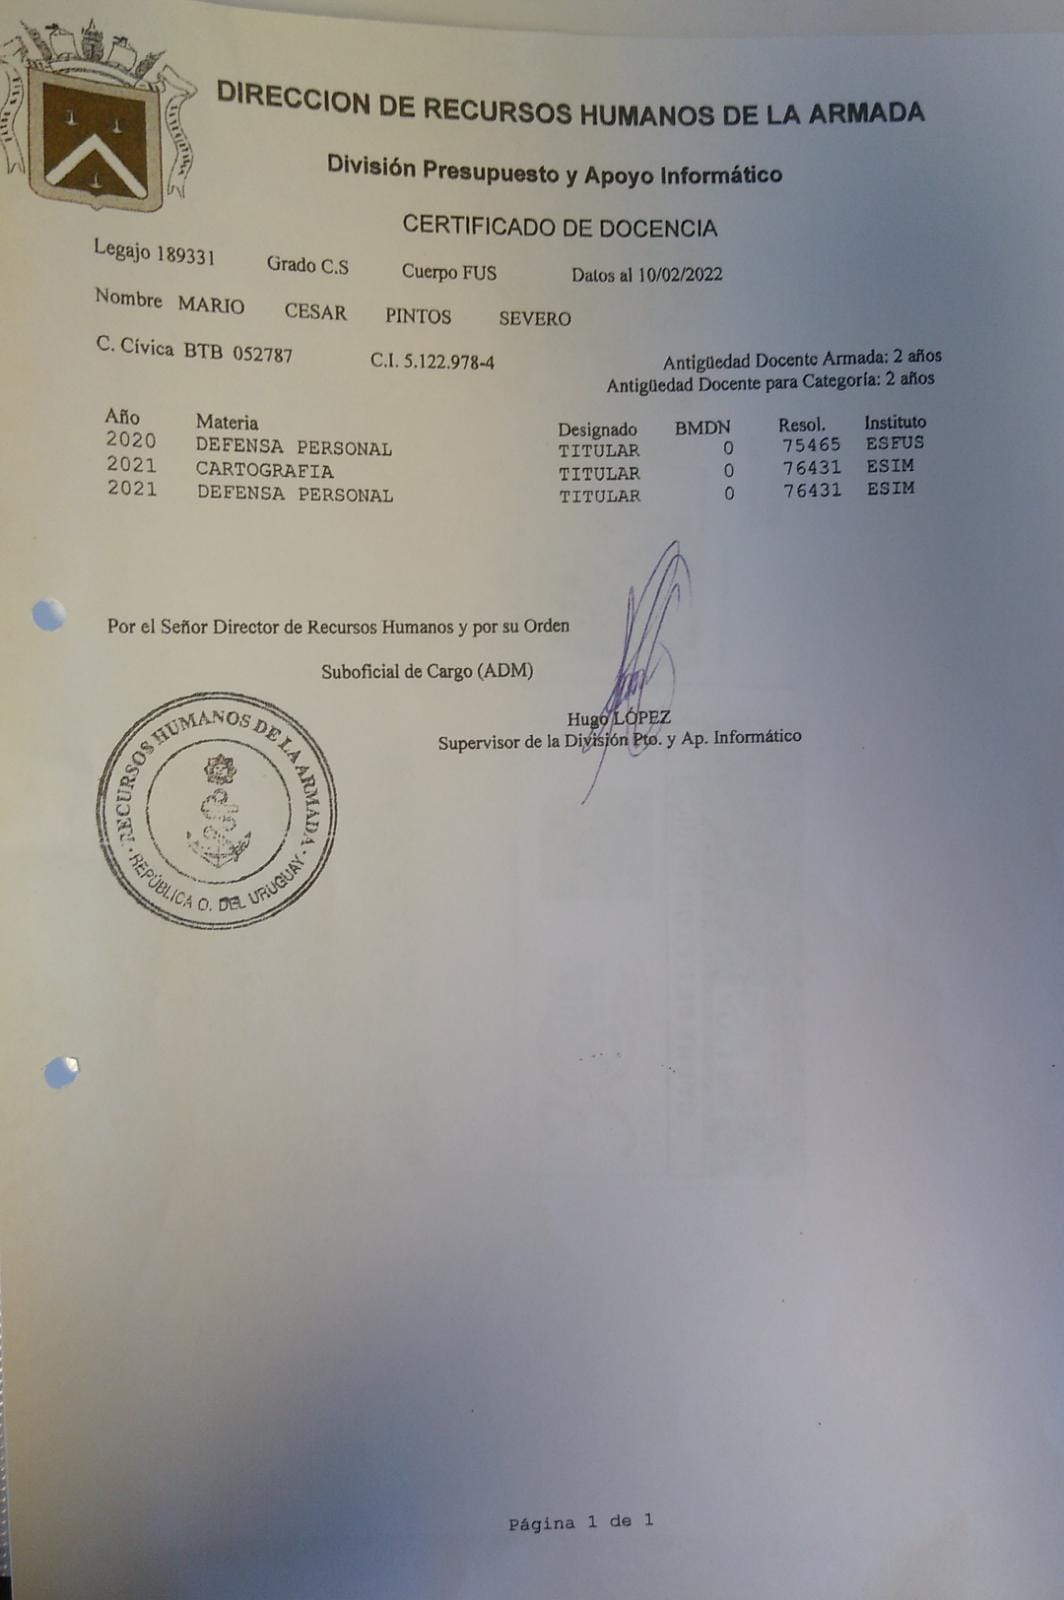 DIRECCION DE RECURSOS HUMANOS DE LA ARMADA
División Presupuesto y Apoyo Informático
CERTIFICADO DE DOCENCIA
Legajo 189331 Grado C.S Cuerpo FUS Datos al 10/02/2022
Nombre MARIO CESAR PINTOS SEVERO
C. Cívica BTB 052787 C.I. 5.122.978-4 Antigüedad Docente Armada: 2 años
Antigüedad Docente para Categoría: 2 años
Año Materia Designado BMDN Resol. Instituto
2020 DEFENSA PERSONAL TITULAR 0 75465 ESFUS
2021 CARTOGRAFIA TITULAR 0 76431 ESIM
2021 DEFENSA PERSONAL TITULAR 0 76431 ESIM
Por el Señor Director de Recursos Humanos y por su Orden
Suboficial de Cargo (ADM)
Hugo LÓPEZ
Supervisor de la División Pto. y Ap. Informático
RECURSOS HUMANOS DE LA ARMADA
REPÚBLICA O. DEL URUGUAY
Página 1 de 1